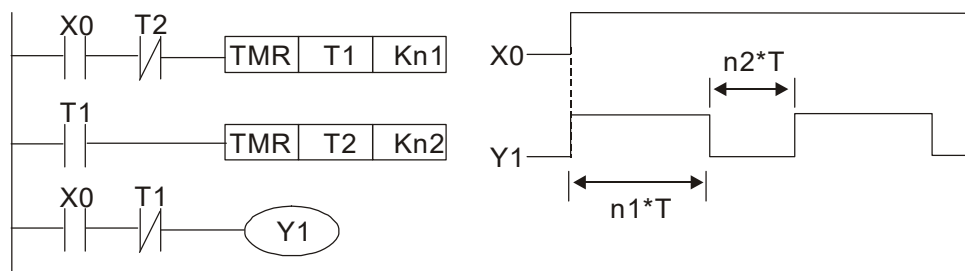 X0 T2
TMR T1 Kn1
T1
TMR T2 Kn2
X0 T1
Y1
X0
n2*T
Y1
n1*T